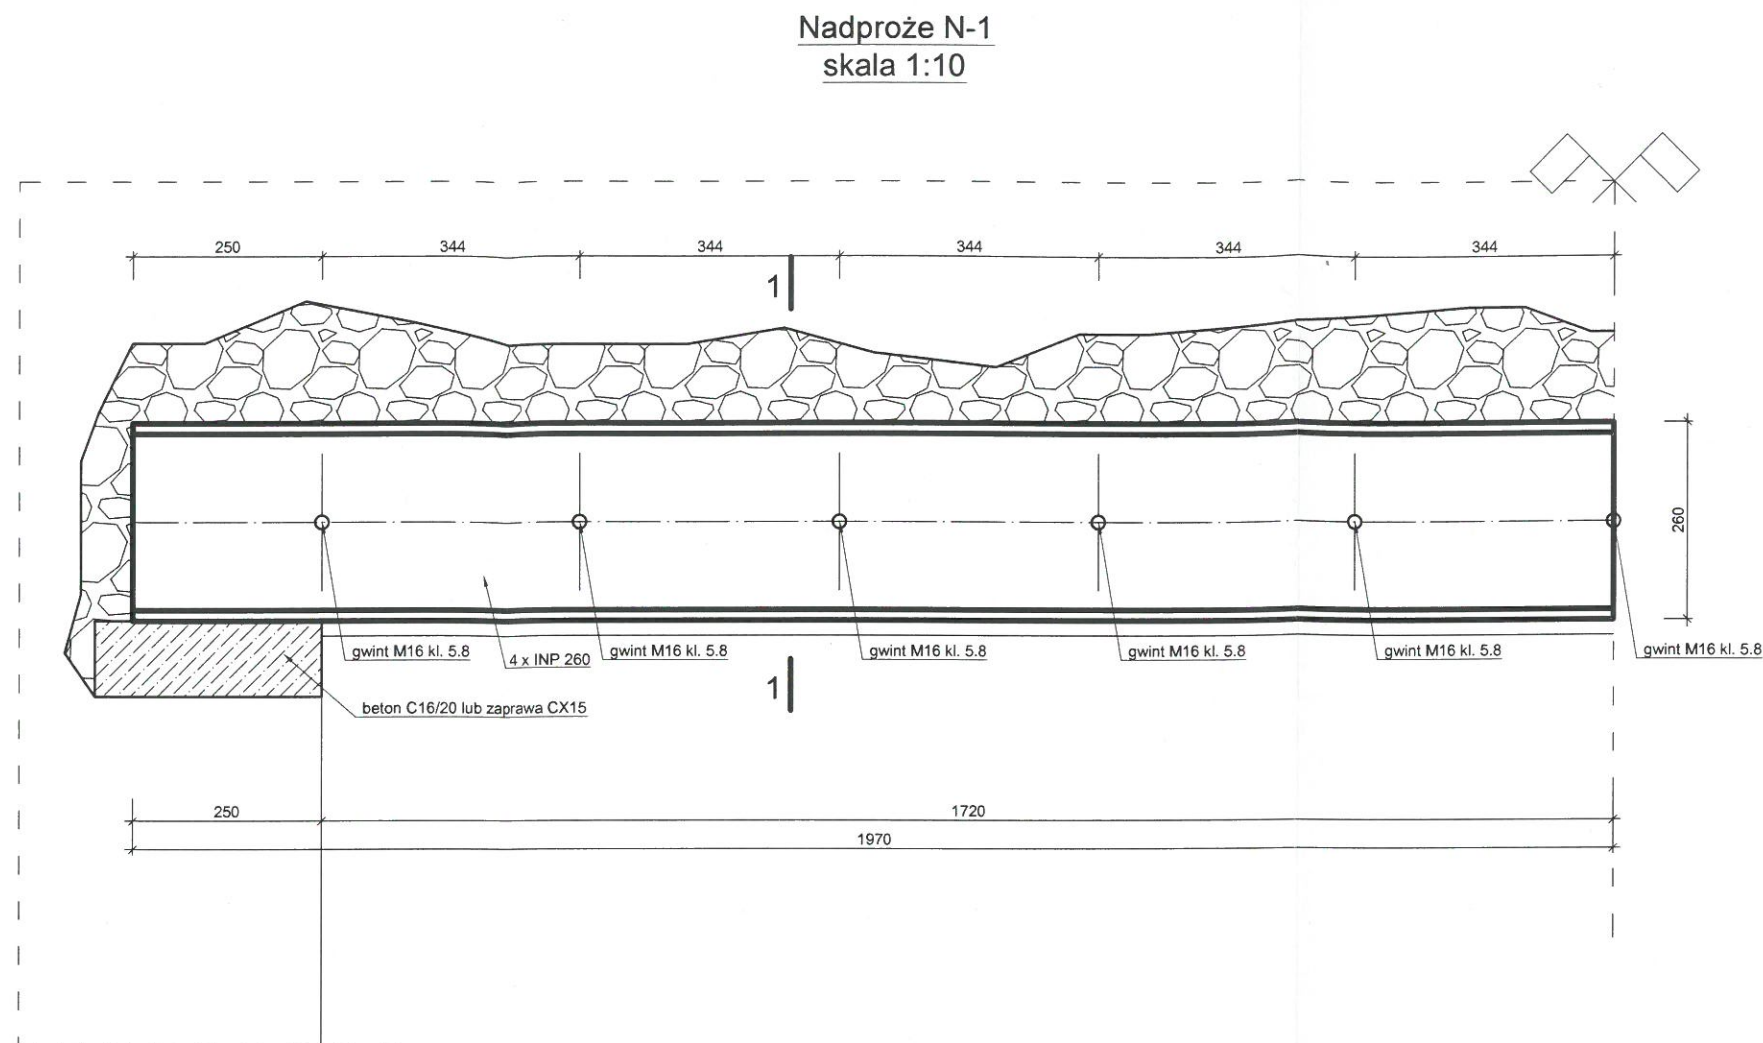 Nadproże N-1
skala 1:10
250 344 344 344 344 344
1
260
gwint M16 kl. 5.8
4 x INP 260
gwint M16 kl. 5.8
gwint M16 kl. 5.8
gwint M16 kl. 5.8
gwint M16 kl. 5.8
gwint M16 kl. 5.8
1
beton C16/20 lub zaprawa CX15
250 1720
1970